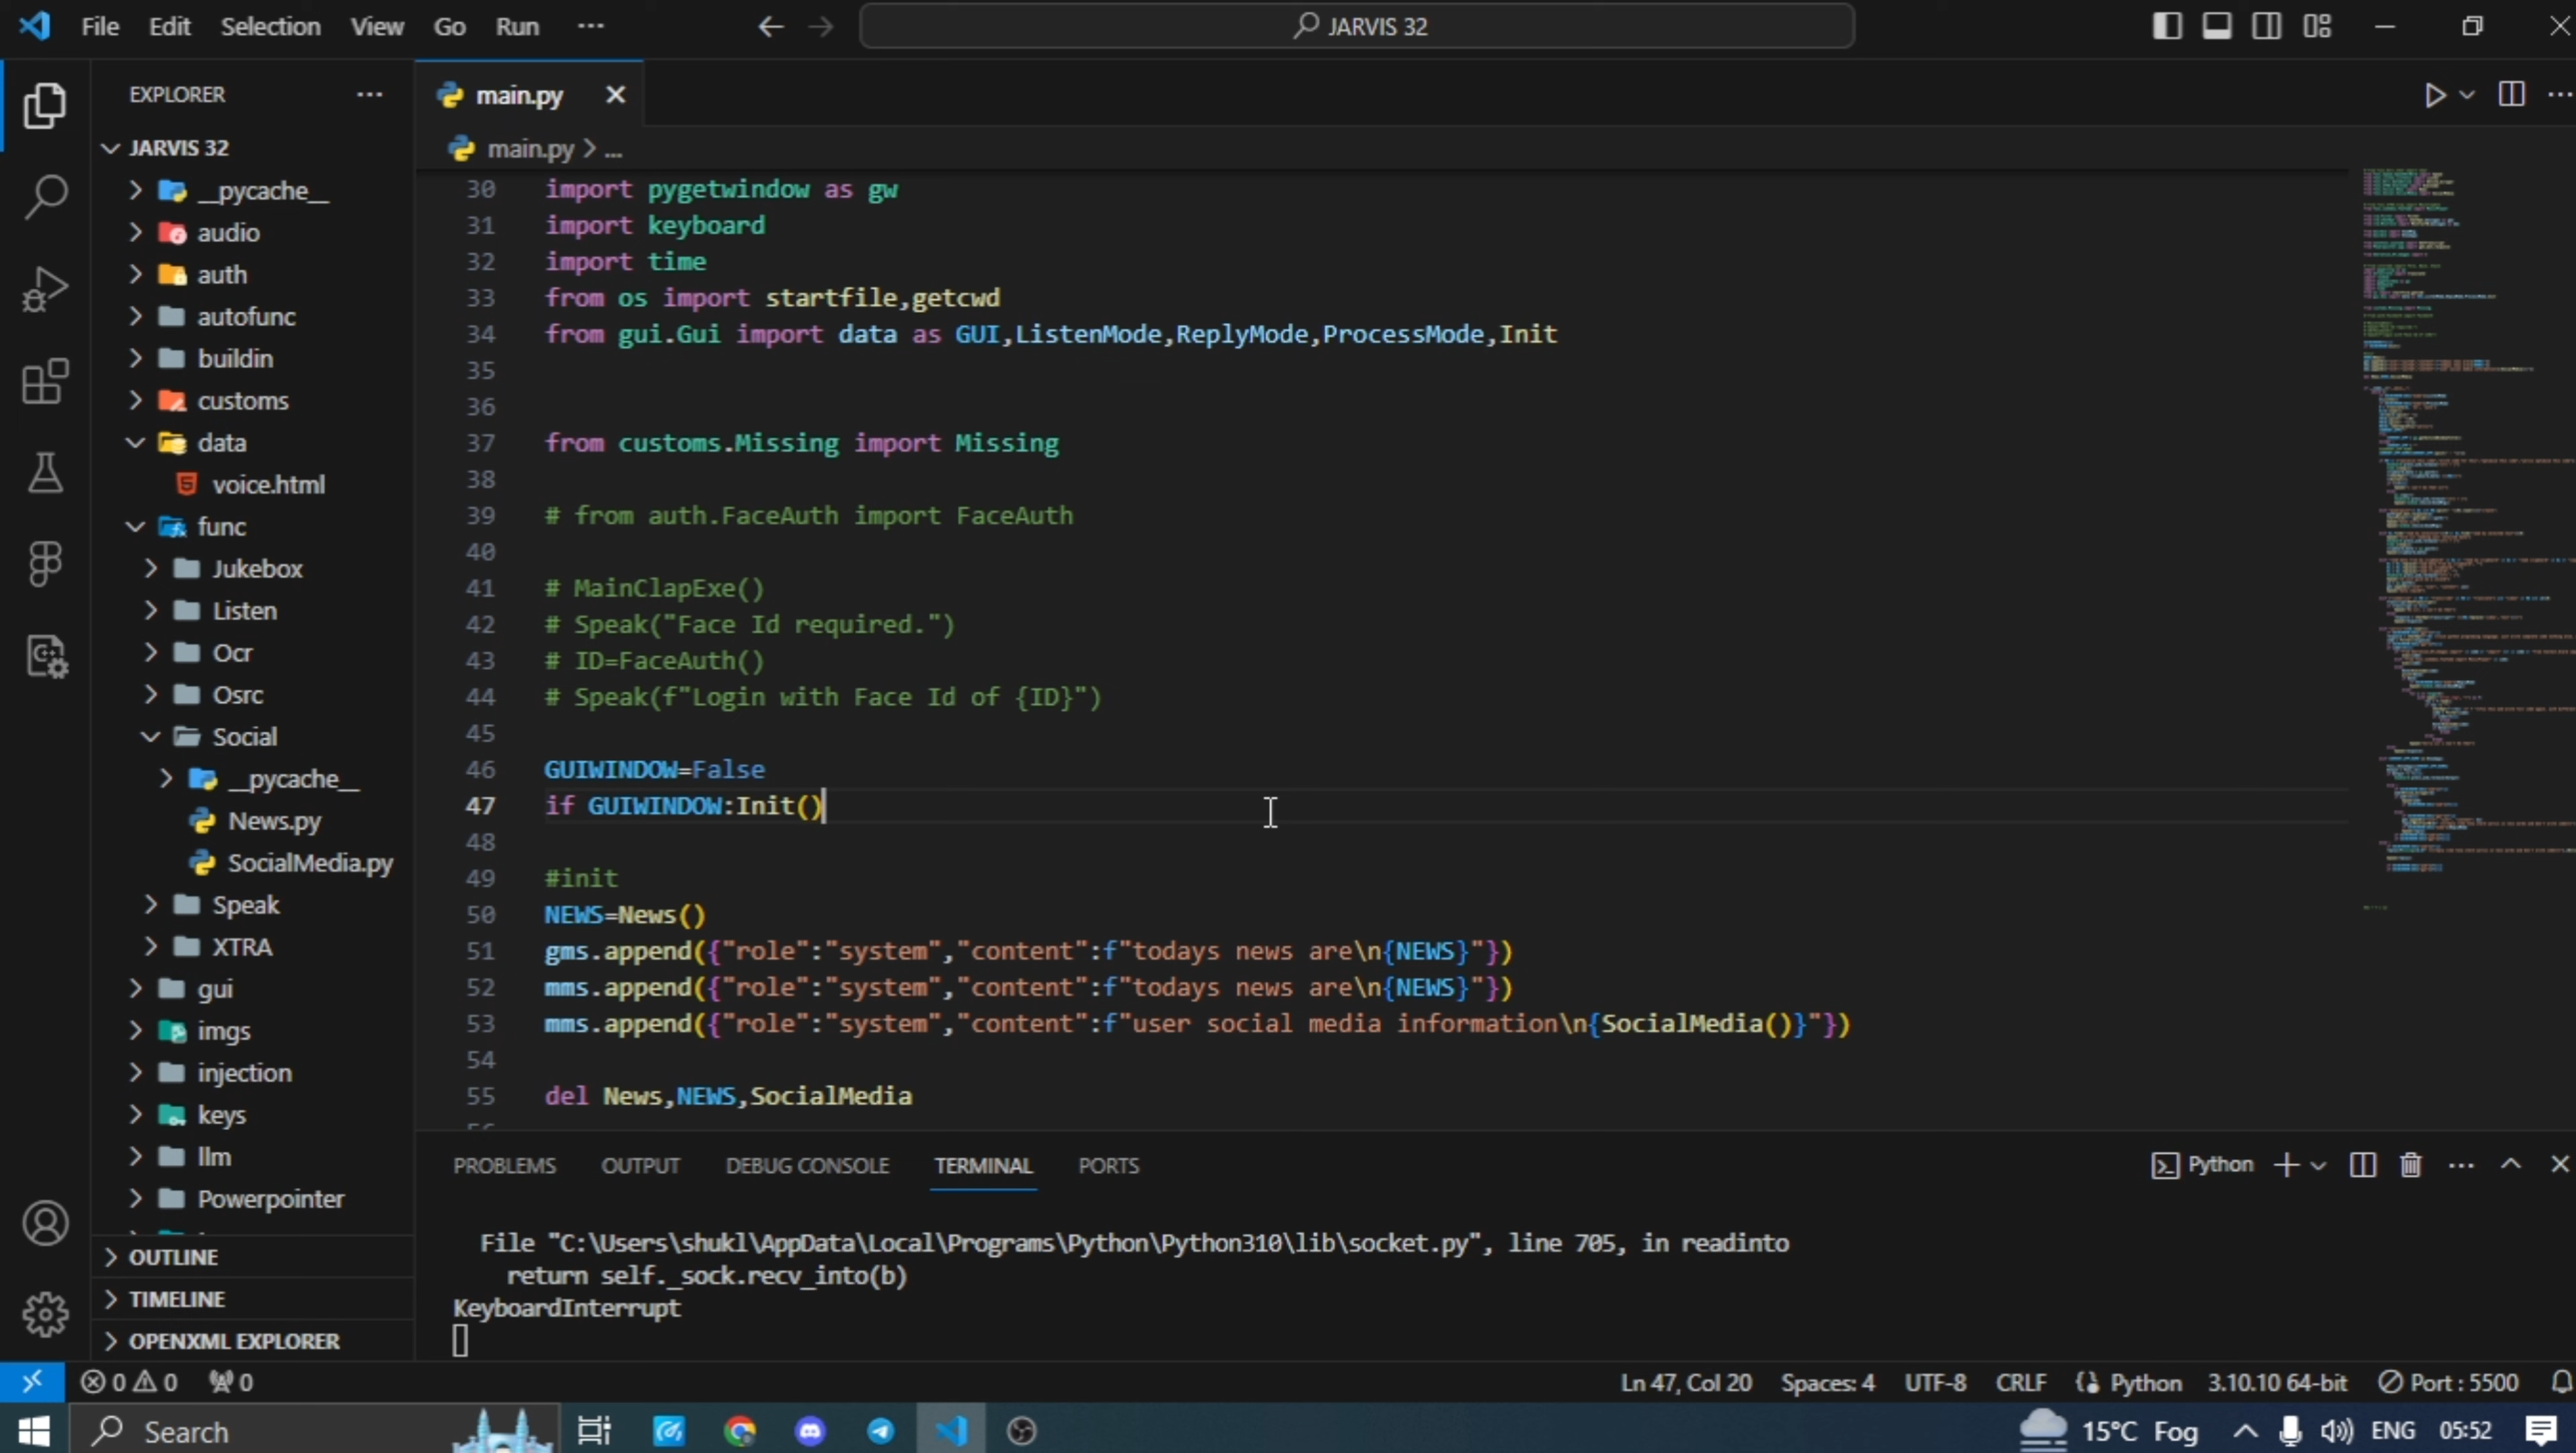 File Edit Selection View Go Run ···
JARVIS 32
EXPLORER
main.py
JARVIS 32
main.py > ...
__pycache__
audio
auth
autofunc
buildin
customs
data
voice.html
func
Jukebox
Listen
Ocr
Osrc
Social
__pycache__
News.py
SocialMedia.py
Speak
XTRA
gui
imgs
injection
keys
llm
Powerpointer
OUTLINE
TIMELINE
OPENXML EXPLORER
30 import pygetwindow as gw
31 import keyboard
32 import time
33 from os import startfile,getcwd
34 from gui.Gui import data as GUI,ListenMode,ReplyMode,ProcessMode,Init
35
36
37 from customs.Missing import Missing
38
39 # from auth.FaceAuth import FaceAuth
40
41 # MainClapExe()
42 # Speak("Face Id required.")
43 # ID=FaceAuth()
44 # Speak(f"Login with Face Id of {ID}")
45
46 GUIWINDOW=False
47 if GUIWINDOW:Init()
48
49 #init
50 NEWS=News()
51 gms.append({"role":"system","content":f"todays news are\n{NEWS}"})
52 mms.append({"role":"system","content":f"todays news are\n{NEWS}"})
53 mms.append({"role":"system","content":f"user social media information\n{SocialMedia()}"})
54
55 del News,NEWS,SocialMedia
PROBLEMS OUTPUT DEBUG CONSOLE TERMINAL PORTS
Python
File "C:\Users\shukl\AppData\Local\Programs\Python\Python310\lib\socket.py", line 705, in readinto
return self._sock.recv_into(b)
KeyboardInterrupt
0 0 0
Ln 47, Col 20 Spaces: 4 UTF-8 CRLF Python 3.10.10 64-bit Port : 5500
Search
15°C Fog ENG 05:52